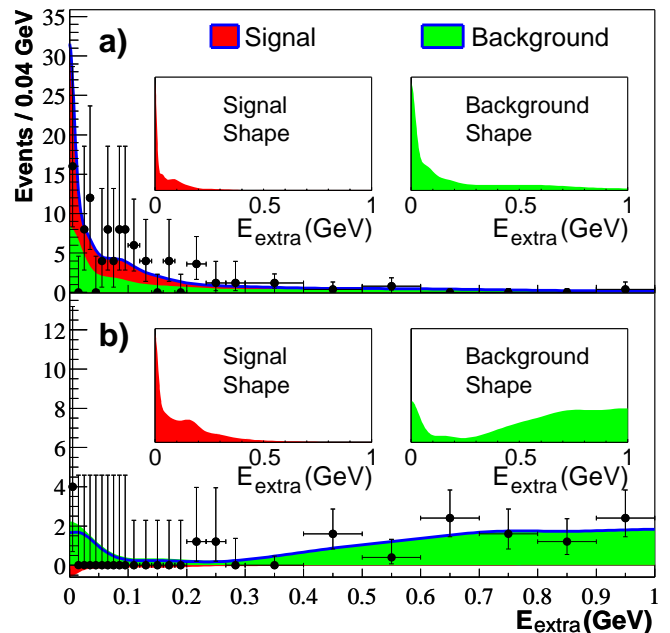 a)
Signal
Background
Events / 0.04 GeV
35
30
25
20
15
10
5
0
Signal
Shape
0
0.5
1
E_extra(GeV)
Background
Shape
0
0.5
1
E_extra(GeV)
b)
12
10
8
6
4
2
0
Signal
Shape
0
0.5
1
E_extra(GeV)
Background
Shape
0
0.5
1
E_extra(GeV)
0 0.1 0.2 0.3 0.4 0.5 0.6 0.7 0.8 0.9 1
E_extra(GeV)